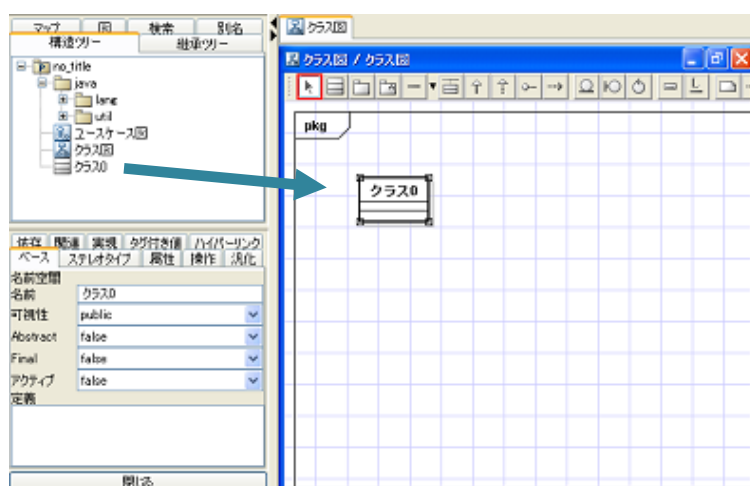 マップ 図 検索 別名
構造ツリー 継承ツリー
no_title
java
lang
util
ユースケース図
クラス図
クラス0
依存 関連 実現 タグ付き値 ハイパーリンク
ベース ステレオタイプ 属性 操作 汎化
名前空間
名前 クラス0
可視性 public
Abstract false
Final false
アクティブ false
定義
閉じる
クラス図
クラス図 / クラス図
pkg
クラス0